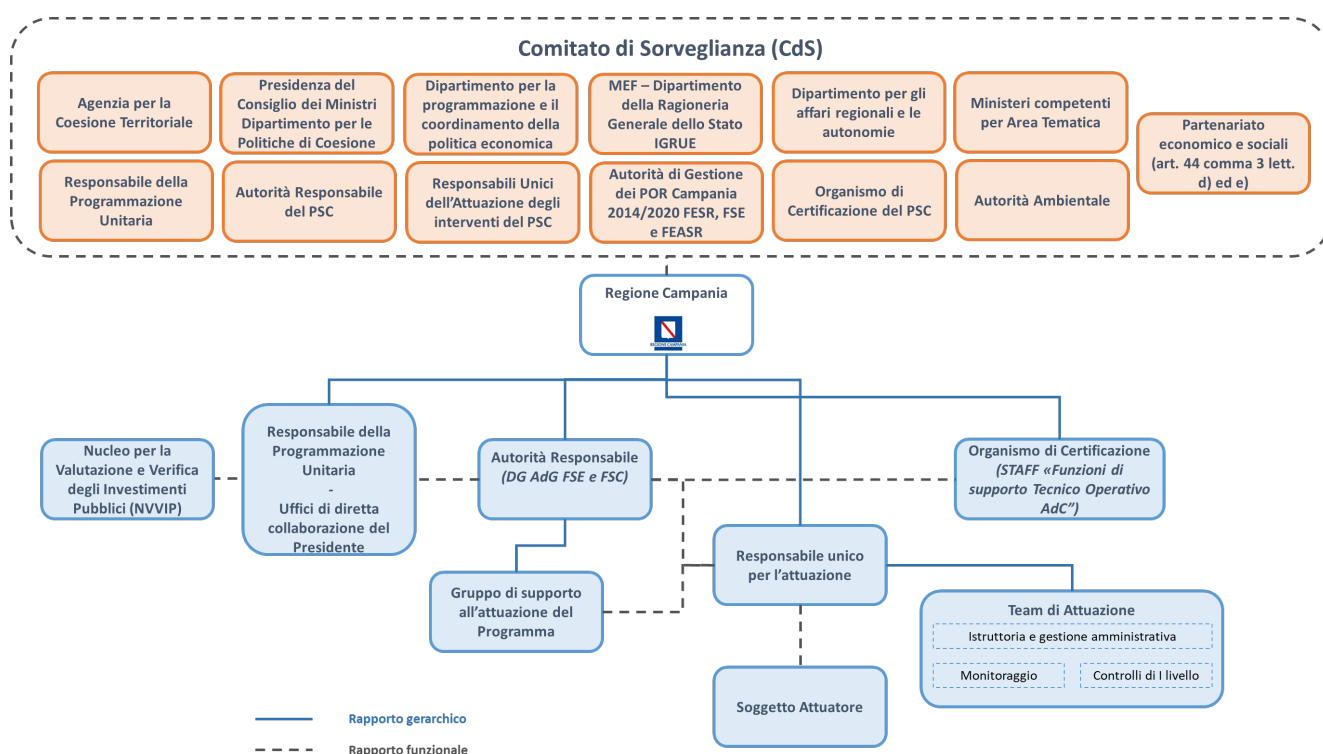 Comitato di Sorveglianza (CdS)
Agenzia per la
Coesione Territoriale
Presidenza del
Consiglio dei Ministri
Dipartimento per le
Politiche di Coesione
Dipartimento per la
programmazione e il
coordinamento della
politica economica
MEF – Dipartimento
della Ragioneria
Generale dello Stato
IGRUE
Dipartimento per gli
affari regionali e le
autonomie
Ministeri competenti
per Area Tematica
Partenariato
economico e sociali
(art. 44 comma 3 lett.
d) ed e)
Responsabile della
Programmazione
Unitaria
Autorità Responsabile
del PSC
Responsabili Unici
dell’Attuazione degli
interventi del PSC
Autorità di Gestione
dei POR Campania
2014/2020 FESR, FSE
e FEASR
Organismo di
Certificazione del PSC
Autorità Ambientale
Regione Campania
REGIONE CAMPANIA
Nucleo per la
Valutazione e Verifica
degli Investimenti
Pubblici (NVVIP)
Responsabile della
Programmazione
Unitaria
-
Uffici di diretta
collaborazione del
Presidente
Autorità Responsabile
(DG AdG FSE e FSC)
Organismo di Certificazione
(STAFF «Funzioni di
supporto Tecnico Operativo
AdC”)
Gruppo di supporto
all’attuazione del
Programma
Responsabile unico
per l’attuazione
Team di Attuazione
Istruttoria e gestione amministrativa
Monitoraggio
Controlli di I livello
Soggetto Attuatore
Rapporto gerarchico
Rapporto funzionale